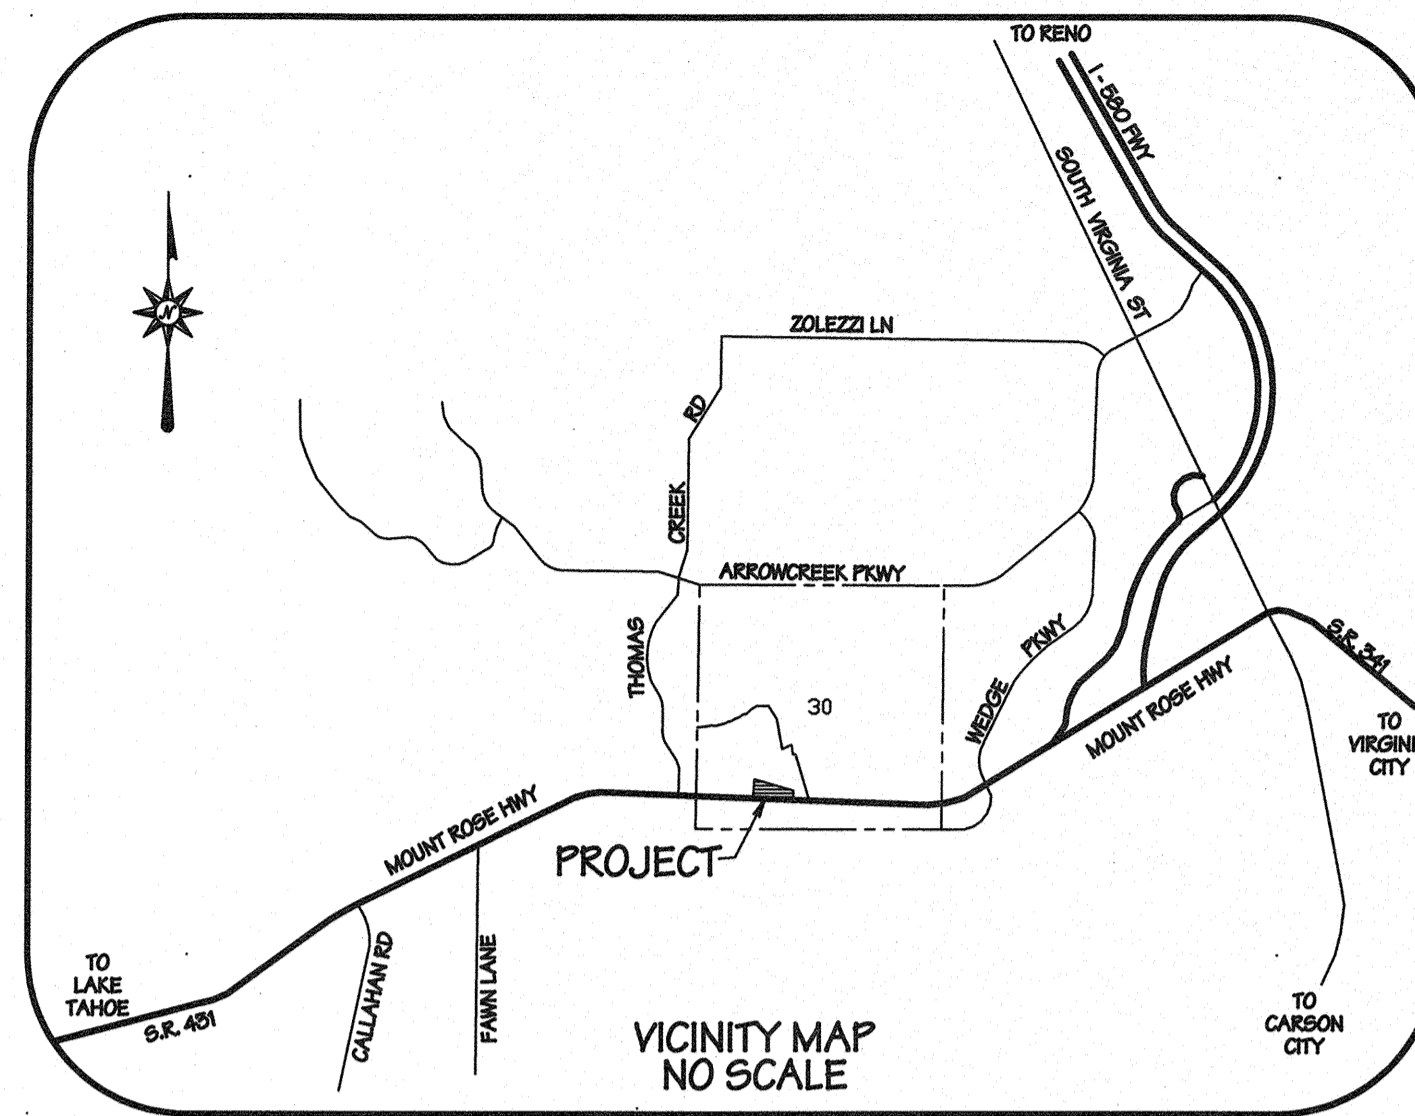 TO RENO
I-580 FWY
SOUTH VIRGINIA ST
N
ZOLEZZI LN
RD
CREEK
THOMAS
ARROWCREEK PKWY
30
WEDGE
PKWY
MOUNT ROSE HWY
S.R. 341
TO
VIRGINI
CITY
MOUNT ROSE HWY
PROJECT
TO
LAKE
TAHOE
S.R. 431
CALLAHAN RD
FAWN LANE
VICINITY MAP
NO SCALE
TO
CARSON
CITY